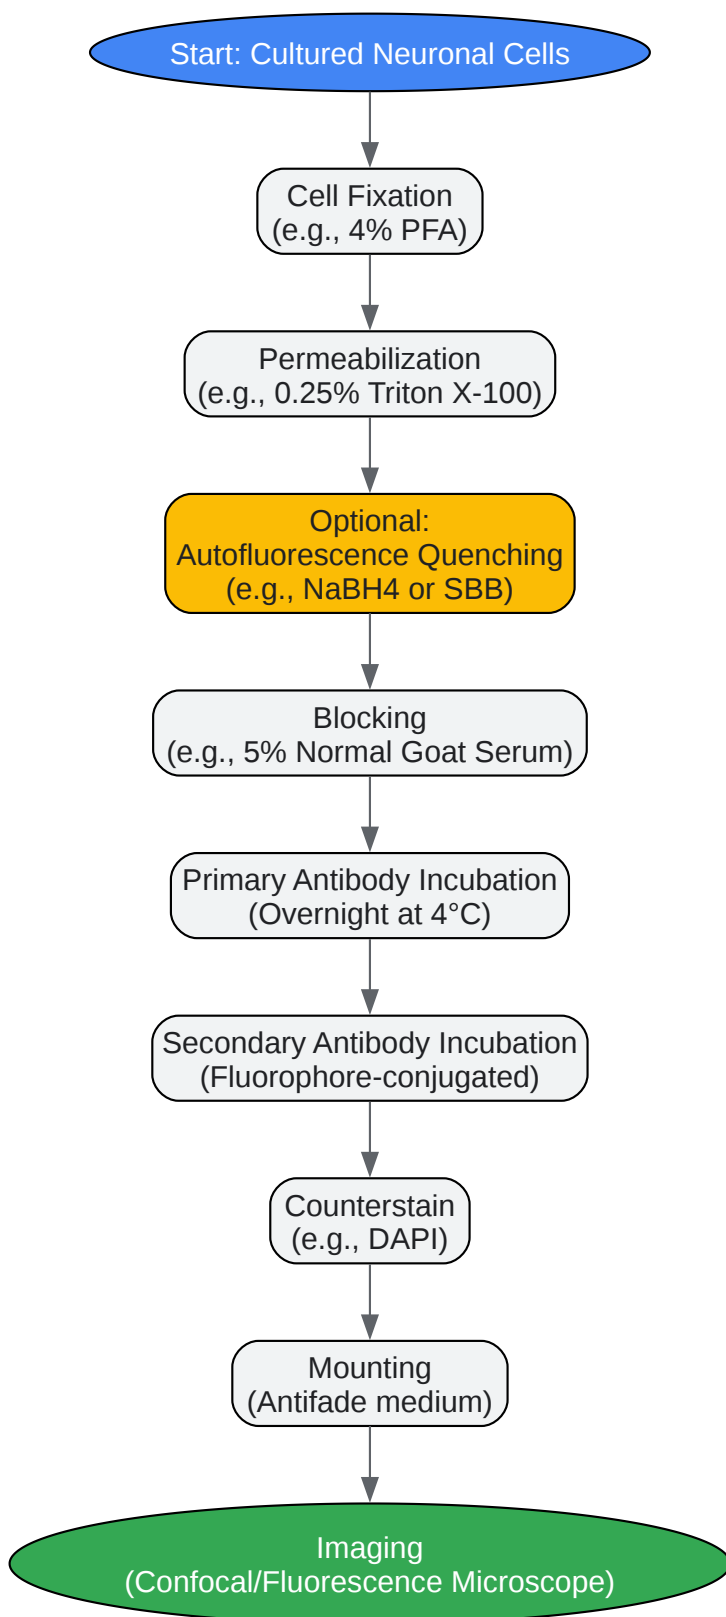 Start: Cultured Neuronal Cells
Cell Fixation
(e.g., 4% PFA)
Permeabilization
(e.g., 0.25% Triton X-100)
Optional:
Autofluorescence Quenching
(e.g., NaBH4 or SBB)
Blocking
(e.g., 5% Normal Goat Serum)
Primary Antibody Incubation
(Overnight at 4°C)
Secondary Antibody Incubation
(Fluorophore-conjugated)
Counterstain
(e.g., DAPI)
Mounting
(Antifade medium)
Imaging
(Confocal/Fluorescence Microscope)